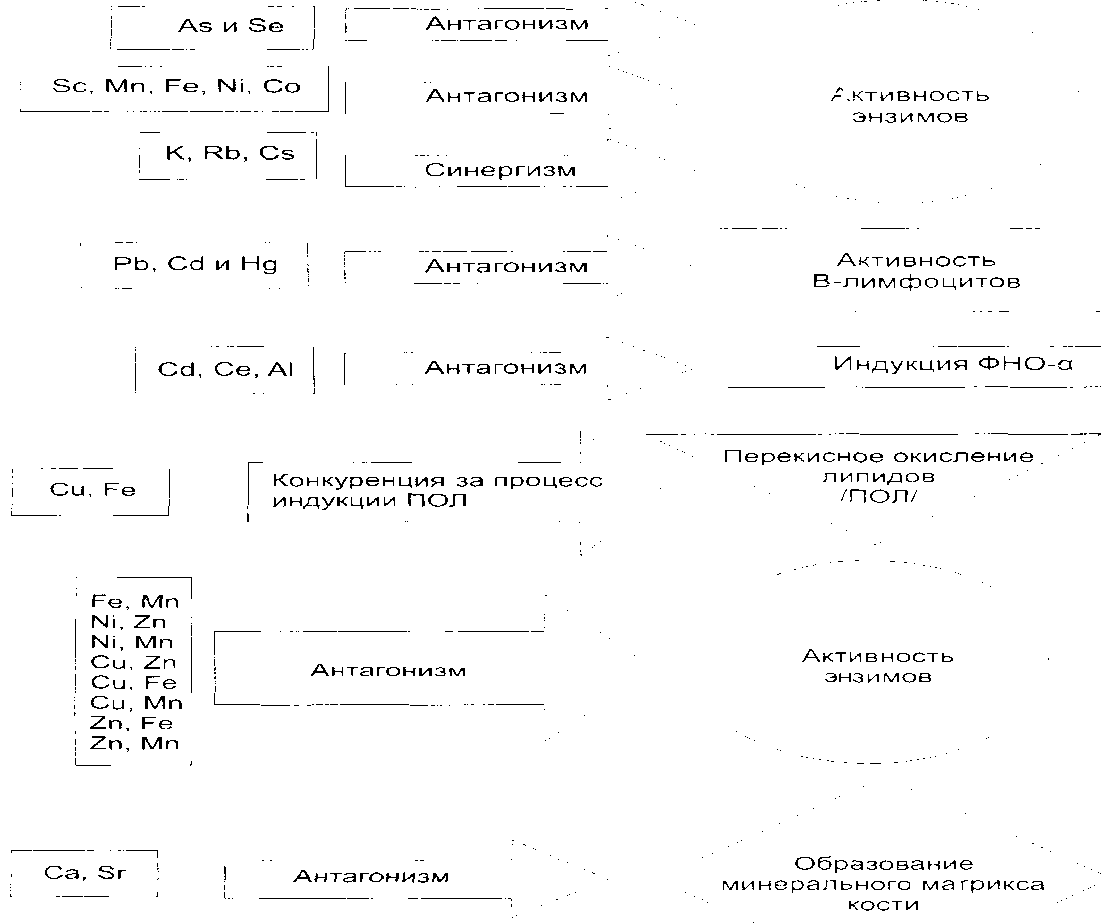 As и Se
Антагонизм
Sc, Mn, Fe, Ni, Co
Антагонизм
Активность
энзимов
K, Rb, Cs
Синергизм
Pb, Cd и Hg
Антагонизм
Активность
В-лимфоцитов
Cd, Ce, Al
Антагонизм
Индукция ФНО-α
Cu, Fe
Конкуренция за процесс
индукции ПОЛ
Перекисное окисление
липидов
/ПОЛ/
Fe, Mn
Ni, Zn
Ni, Mn
Cu, Zn
Cu, Fe
Cu, Mn
Zn, Fe
Zn, Mn
Антагонизм
Активность
энзимов
Ca, Sr
Антагонизм
Образование
минерального матрикса
кости